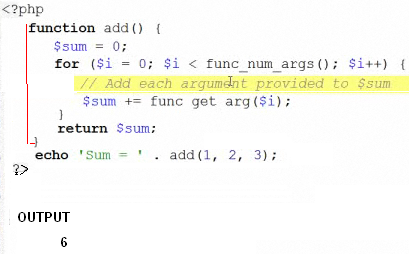 <?php
function add() {
$sum = 0;
for ($i = 0; $i < func_num_args(); $i++) {
// Add each argument provided to $sum
$sum += func get arg($i);
}
return $sum;
}
echo 'Sum = ' . add(1, 2, 3);
?>
OUTPUT
6